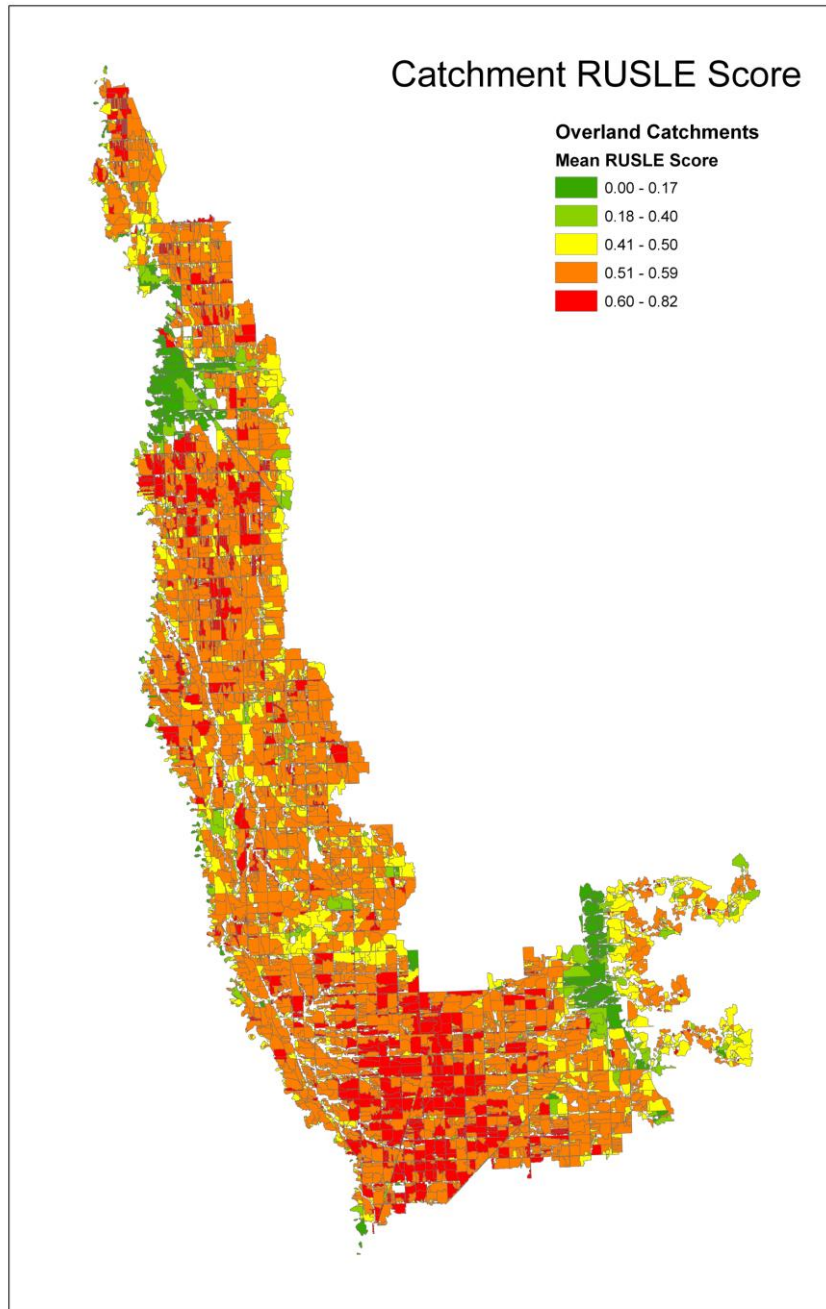 Catchment RUSLE Score
Overland Catchments
Mean RUSLE Score
0.00 - 0.17
0.18 - 0.40
0.41 - 0.50
0.51 - 0.59
0.60 - 0.82